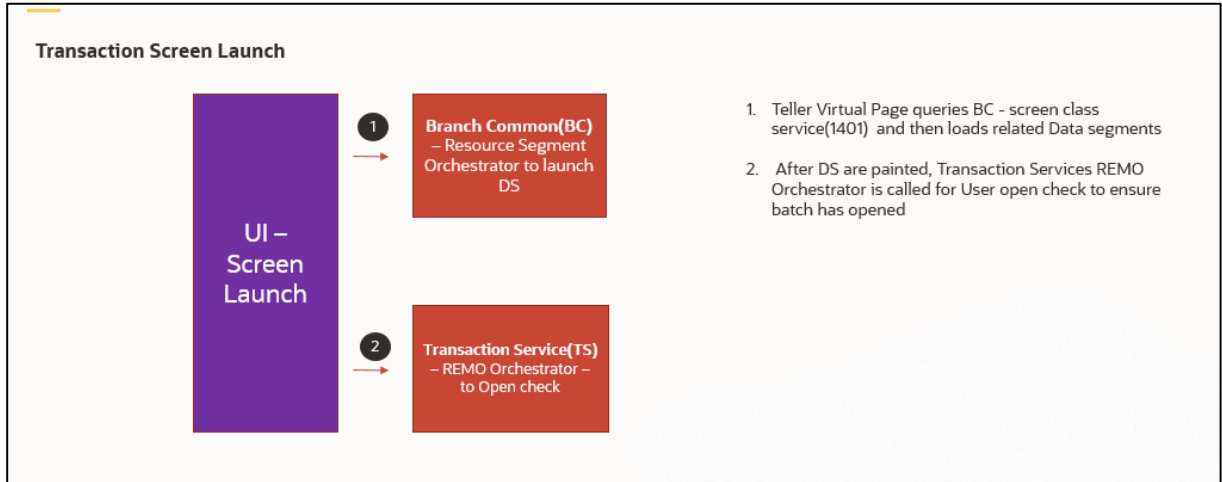 Transaction Screen Launch
UI –
Screen
Launch
1
Branch Common(BC)
– Resource Segment
Orchestrator to launch
DS
2
Transaction Service(TS)
– REMO Orchestrator –
to Open check
1. Teller Virtual Page queries BC - screen class
service(1401) and then loads related Data segments
2. After DS are painted, Transaction Services REMO
Orchestrator is called for User open check to ensure
batch has opened